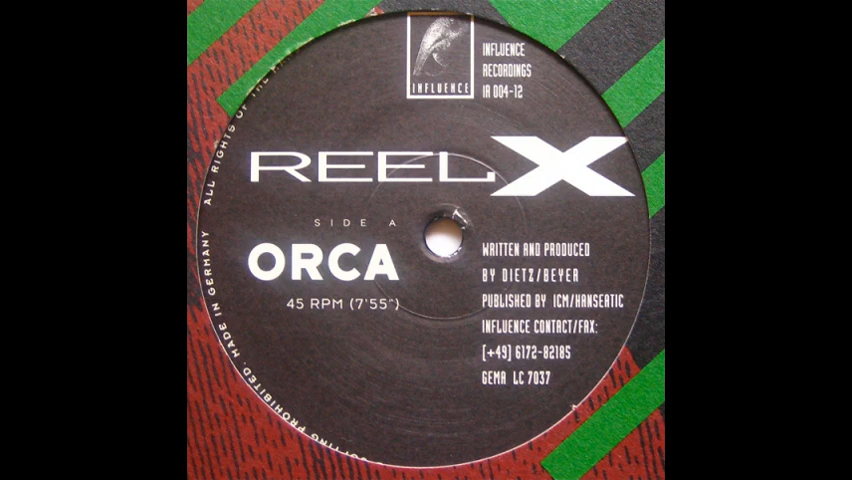 INFLUENCE
INFLUENCE
RECORDINGS
IR 004-12
REEL X
SIDE A
ORCA
45 RPM (7'55")
WRITTEN AND PRODUCED
BY DIETZ/BEYER
PUBLISHED BY ICM/HANSEATIC
INFLUENCE CONTACT/FAX:
[+49] 6172-82185
GEMA LC 7037
PROHIBITED. MADE IN GERMANY ALL RIGHTS OF THE